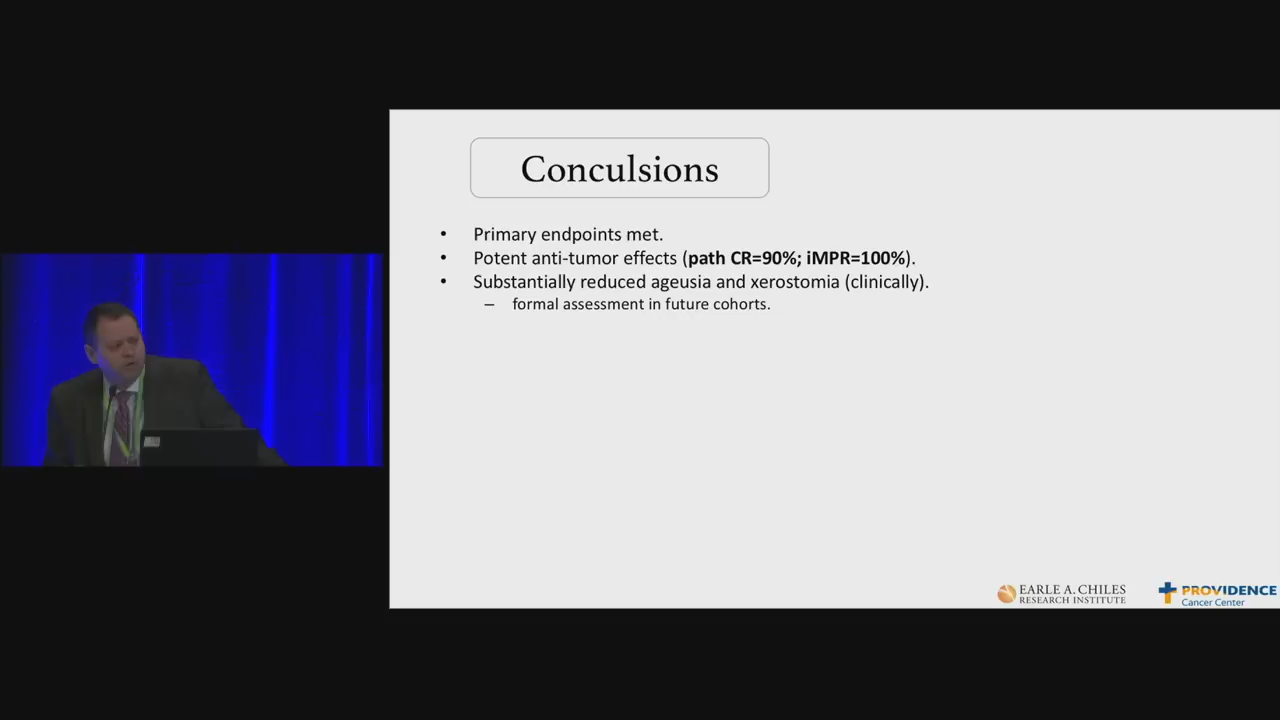 Conculsions
• Primary endpoints met.
• Potent anti-tumor effects (path CR=90%; iMPR=100%).
• Substantially reduced ageusia and xerostomia (clinically).
– formal assessment in future cohorts.
EARLE A. CHILES
RESEARCH INSTITUTE
PROVIDENCE
Cancer Center